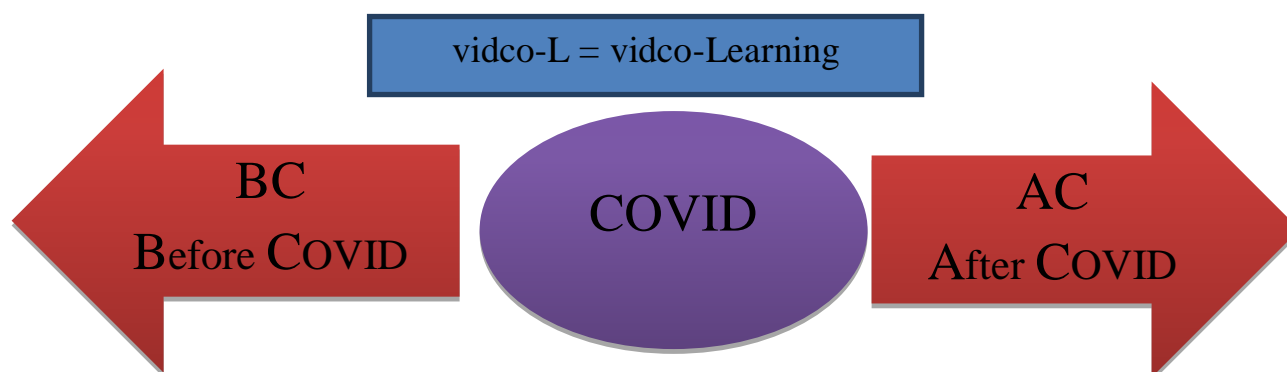 vidco-L = vidco-Learning
BC
Before COVID
COVID
AC
After COVID